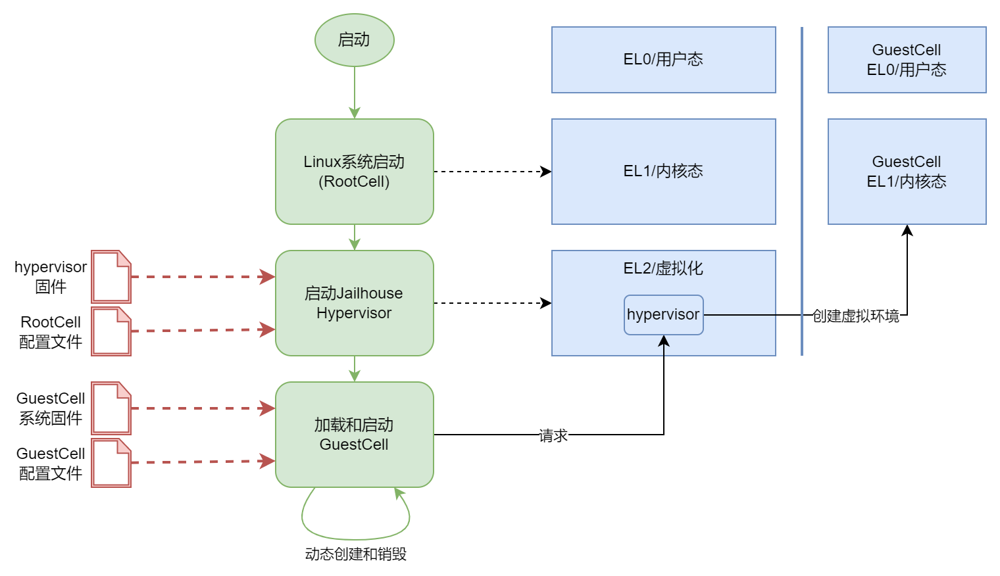 启动
EL0/用户态
GuestCell
EL0/用户态
Linux系统启动
(RootCell)
EL1/内核态
GuestCell
EL1/内核态
hypervisor
固件
RootCell
配置文件
启动Jailhouse
Hypervisor
EL2/虚拟化
hypervisor
创建虚拟环境
GuestCell
系统固件
GuestCell
配置文件
加载和启动
GuestCell
请求
动态创建和销毁